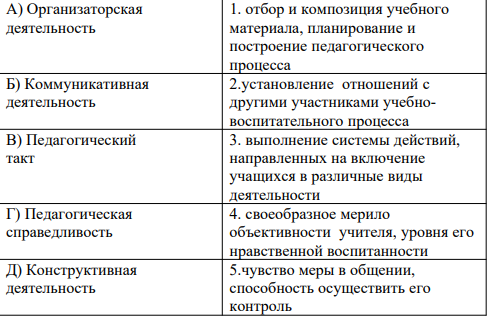 А) Организаторская
деятельность
1. отбор и композиция учебного
материала, планирование и
построение педагогического
процесса
Б) Коммуникативная
деятельность
2.установление отношений с
другими участниками учебно-
воспитательного процесса
В) Педагогический
такт
3. выполнение системы действий,
направленных на включение
учащихся в различные виды
деятельности
Г) Педагогическая
справедливость
4. своеобразное мерило
объективности учителя, уровня его
нравственной воспитанности
Д) Конструктивная
деятельность
5.чувство меры в общении,
способность осуществить его
контроль